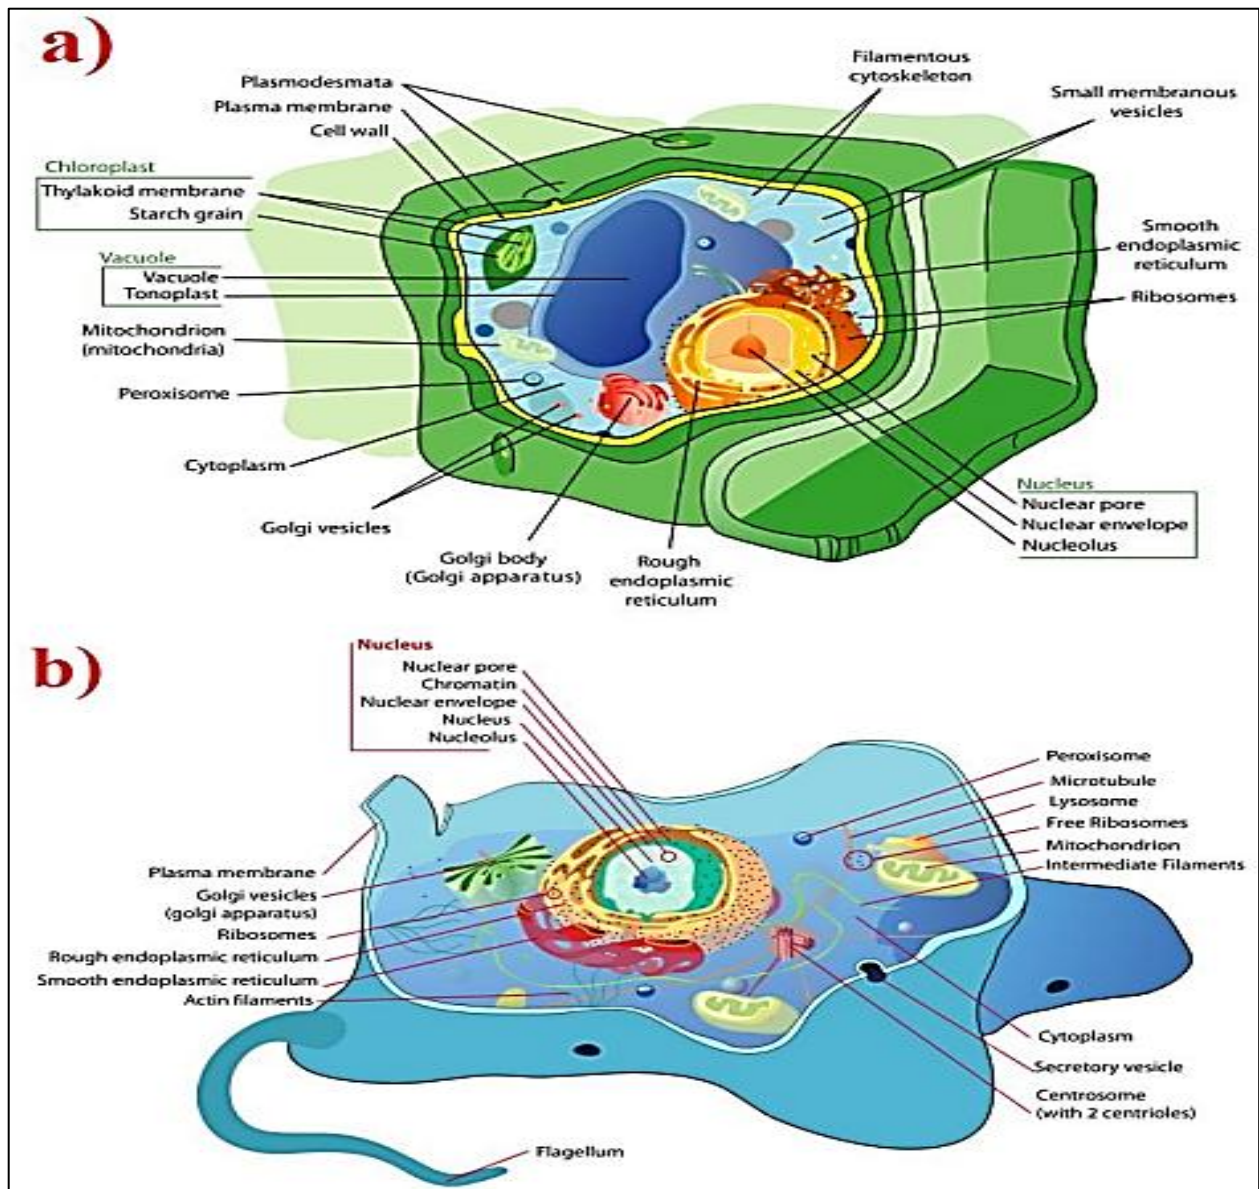 a)
Plasmodesmata
Plasma membrane
Cell wall
Chloroplast
Thylakoid membrane
Starch grain
Vacuole
Vacuole
Tonoplast
Mitochondrion
(mitochondria)
Peroxisome
Cytoplasm
Golgi vesicles
Golgi body
(Golgi apparatus)
Rough
endoplasmic
reticulum
Filamentous
cytoskeleton
Small membranous
vesicles
Smooth
endoplasmic
reticulum
Ribosomes
Nucleus
Nuclear pore
Nuclear envelope
Nucleolus
b)
Nucleus
Nuclear pore
Chromatin
Nuclear envelope
Nucleus
Nucleolus
Plasma membrane
Golgi vesicles
(golgi apparatus)
Ribosomes
Rough endoplasmic reticulum
Smooth endoplasmic reticulum
Actin filaments
Peroxisome
Microtubule
Lysosome
Free Ribosomes
Mitochondrion
Intermediate Filaments
Cytoplasm
Secretory vesicle
Centrosome
(with 2 centrioles)
Flagellum